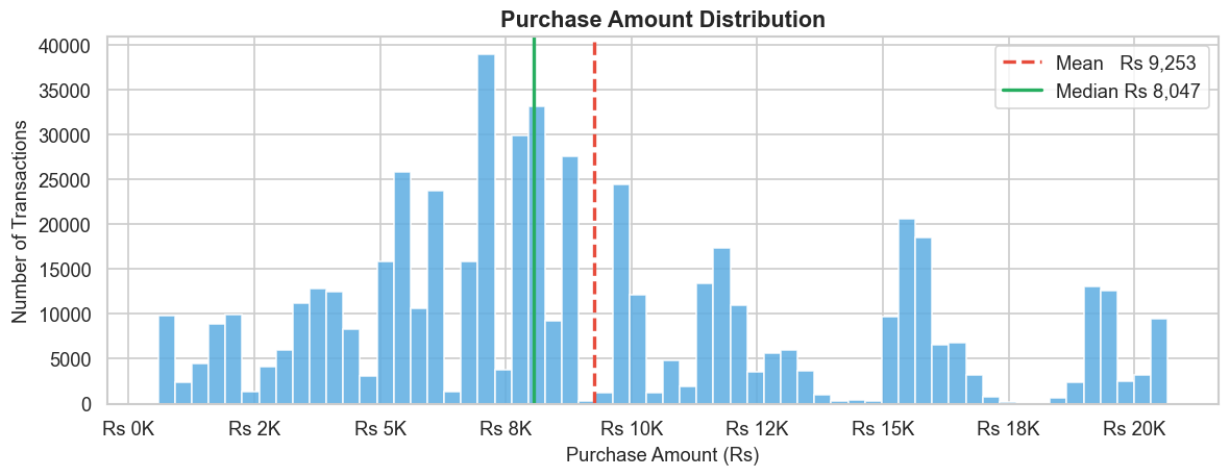 Purchase Amount Distribution
40000
35000
30000
25000
20000
15000
10000
5000
0
Number of Transactions
Mean   Rs 9,253
Median Rs 8,047
Rs 0K Rs 2K Rs 5K Rs 8K Rs 10K Rs 12K Rs 15K Rs 18K Rs 20K
Purchase Amount (Rs)